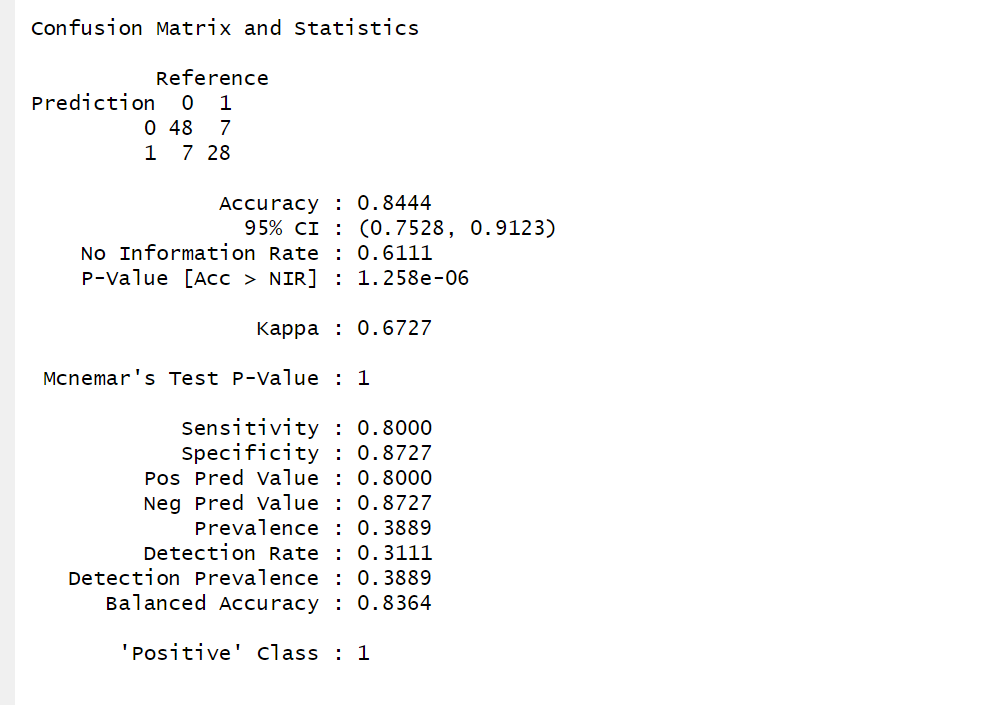 Confusion Matrix and Statistics
Reference
Prediction 0 1
0 48 7
1 7 28
Accuracy : 0.8444
95% CI : (0.7528, 0.9123)
No Information Rate : 0.6111
P-Value [Acc > NIR] : 1.258e-06
Kappa : 0.6727
Mcnemar's Test P-Value : 1
Sensitivity : 0.8000
Specificity : 0.8727
Pos Pred Value : 0.8000
Neg Pred Value : 0.8727
Prevalence : 0.3889
Detection Rate : 0.3111
Detection Prevalence : 0.3889
Balanced Accuracy : 0.8364
'Positive' Class : 1